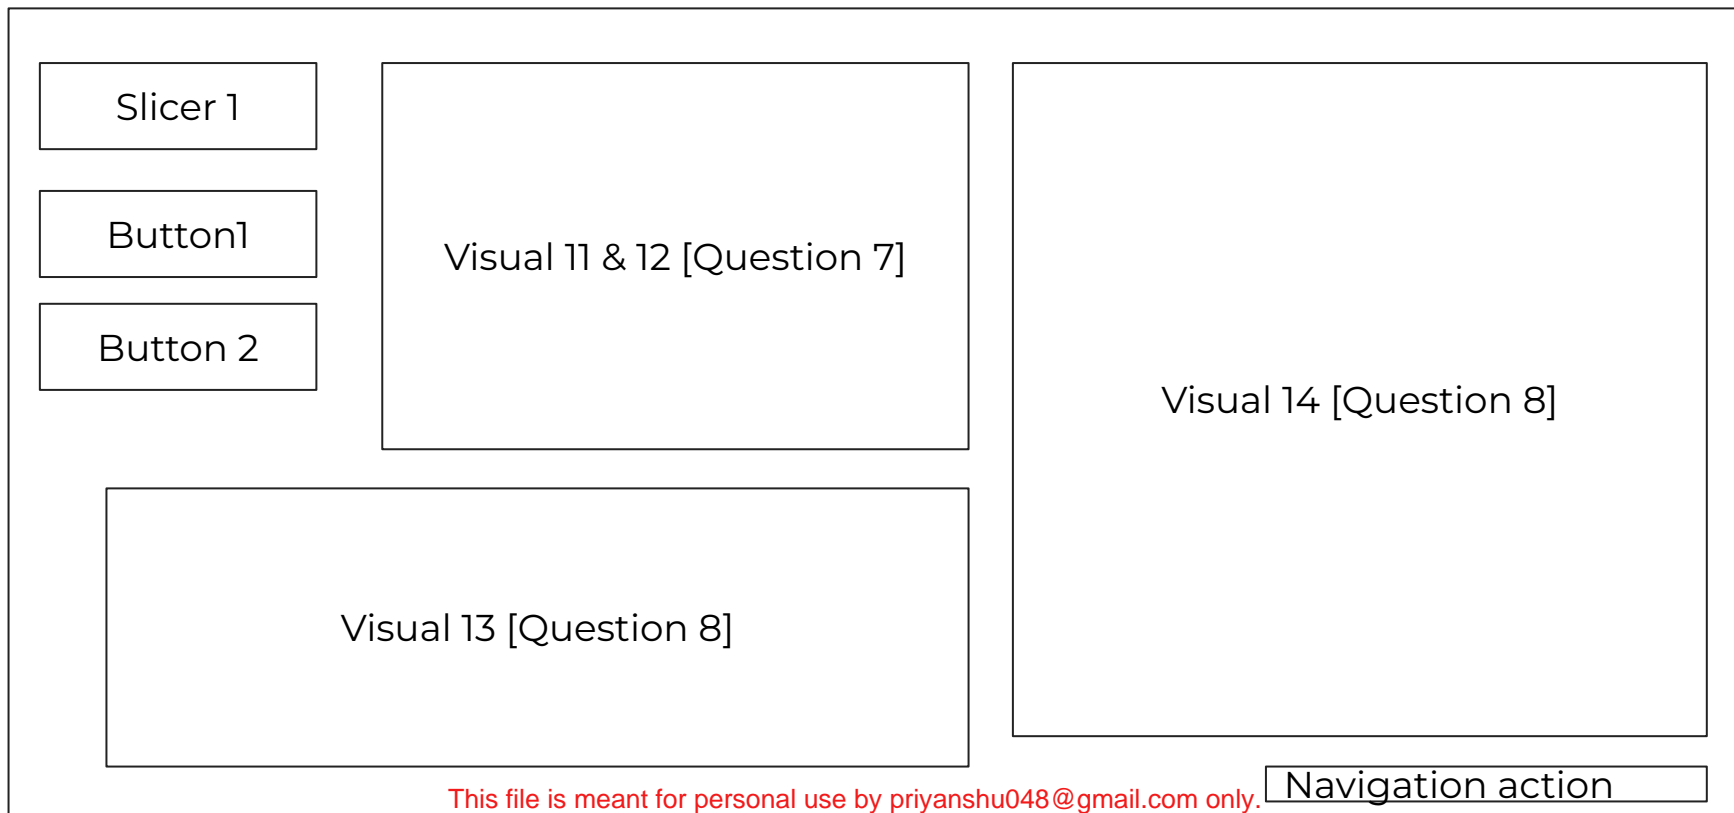 Slicer 1
Button1
Button 2
Visual 11 & 12 [Question 7]
Visual 13 [Question 8]
Visual 14 [Question 8]
Navigation action
This file is meant for personal use by priyanshu048@gmail.com only.